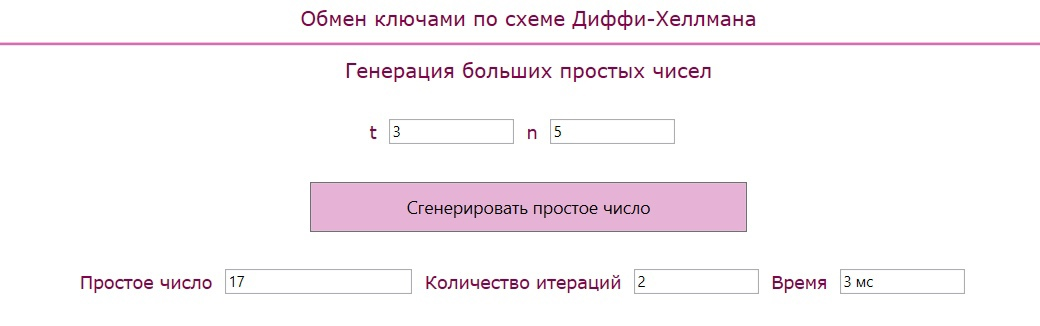 Обмен ключами по схеме Диффи-Хеллмана
Генерация больших простых чисел
t 3 n 5
Сгенерировать простое число
Простое число 17 Количество итераций 2 Время 3 мс